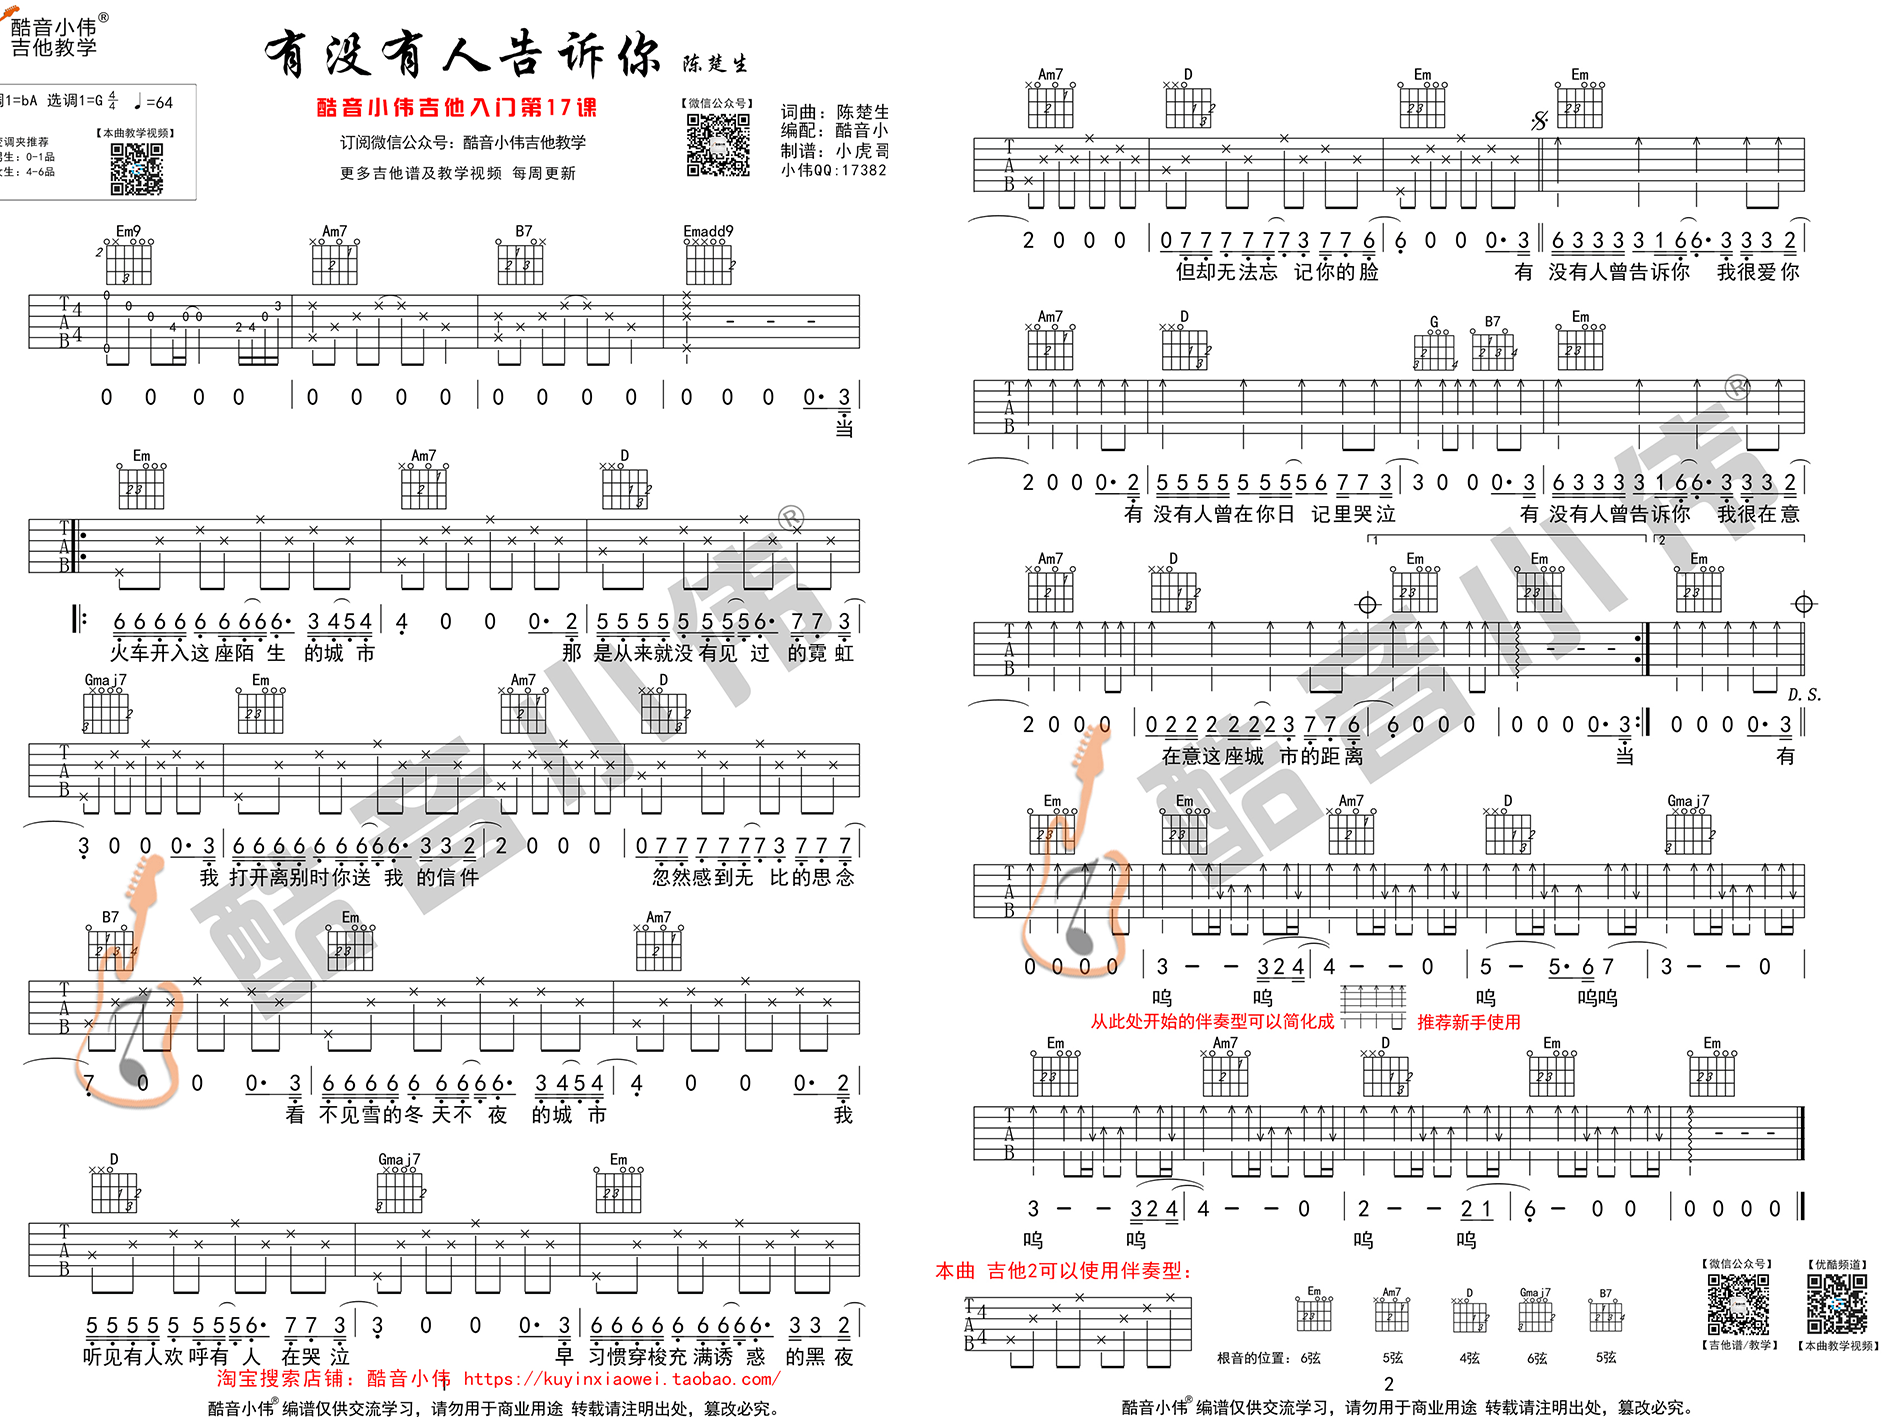 酷音小伟®
吉他教学
有没有人告诉你 陈楚生
调1=bA 选调1=G 4/4 ♩=64
变调夹推荐
男生: 0-1品
女生: 4-6品
【本曲教学视频】
酷音小伟吉他入门第17课
订阅微信公众号：酷音小伟吉他教学
更多吉他谱及教学视频 每周更新
【微信公众号】
词曲：陈楚生
编配：酷音小
制谱：小虎哥
小伟QQ:17382
Em9 Am7 B7 Emadd9
0 0 0 0 | 0 0 0 0 | 0 0 0 0 | 0 0 0 0· 3
当
Em Am7 D
6 6 6 6 6 6 6 6 6· 3 4 5 4 | 4 0 0 0· 2 | 5 5 5 5 5 5 5 5 6· 7 7 3
火车开入这座陌 生 的城 市 那 是从来就没有见 过 的霓虹
Gmaj7 Em Am7 D
3 0 0 0· 3 | 6 6 6 6 6 6 6 6 6· 3 3 2 | 2 0 0 0 | 0 7 7 7 7 7 7 7 3 7 7 7
我 打开离别时你送 我 的信件 忽然感到无 比的思念
B7 Em Am7
7 0 0 0· 3 | 6 6 6 6 6 6 6 6 6· 3 4 5 4 | 4 0 0 0· 2
看 不见雪的冬天不 夜 的城 市 我
D Gmaj7 Em
5 5 5 5 5 5 5 5 6· 7 7 3 | 3 0 0 0· 3 | 6 6 6 6 6 6 6 6 6· 3 3 2
听见有人欢呼有 人 在哭泣 早 习惯穿梭充满诱 惑 的黑夜
淘宝搜索店铺：酷音小伟 https://kuyinxiaowei.taobao.com/
1
酷音小伟®编谱仅供交流学习，请勿用于商业用途 转载请注明出处，篡改必究。
Am7 D Em Em
2 0 0 0 | 0 7 7 7 7 7 7 7 3 7 7 6 | 6 0 0 0· 3 | 6 3 3 3 3 1 6 6· 3 3 3 2
但却无法忘 记你的脸 有 没有人曾告诉你 我很爱你
Am7 D G B7 Em
2 0 0 0· 2 | 5 5 5 5 5 5 5 5 6 7 7 3 | 3 0 0 0· 3 | 6 3 3 3 3 1 6 6· 3 3 3 2
有 没有人曾在你日 记里哭泣 有 没有人曾告诉你 我很在意
1 2
Am7 D Em Em Em
D.S.
2 0 0 0 | 0 2 2 2 2 2 2 3 7 7 6 | 6 0 0 0 | 0 0 0 0· 3 :| 0 0 0 0· 3
在意这座城 市的距离 当 有
Em Em Am7 D Gmaj7
0 0 0 0 | 3 - - 3 2 4 | 4 - - 0 | 5 - 5· 6 7 | 3 - - 0
呜 呜 呜 呜呜
从此处开始的伴奏型可以简化成 推荐新手使用
Em Am7 D Em Em
3 - - 3 2 4 | 4 - - 0 | 2 - - 2 1 | 6 - 0 0 | 0 0 0 0
呜 呜 呜 呜
本曲 吉他2可以使用伴奏型：
Em Am7 D Gmaj7 B7
根音的位置： 6弦 5弦 4弦 6弦 5弦
【微信公众号】 【优酷频道】
【吉他谱/教学】 【本曲教学视频】
2
酷音小伟®编谱仅供交流学习，请勿用于商业用途 转载请注明出处，篡改必究。
酷音小伟®
酷音小伟®